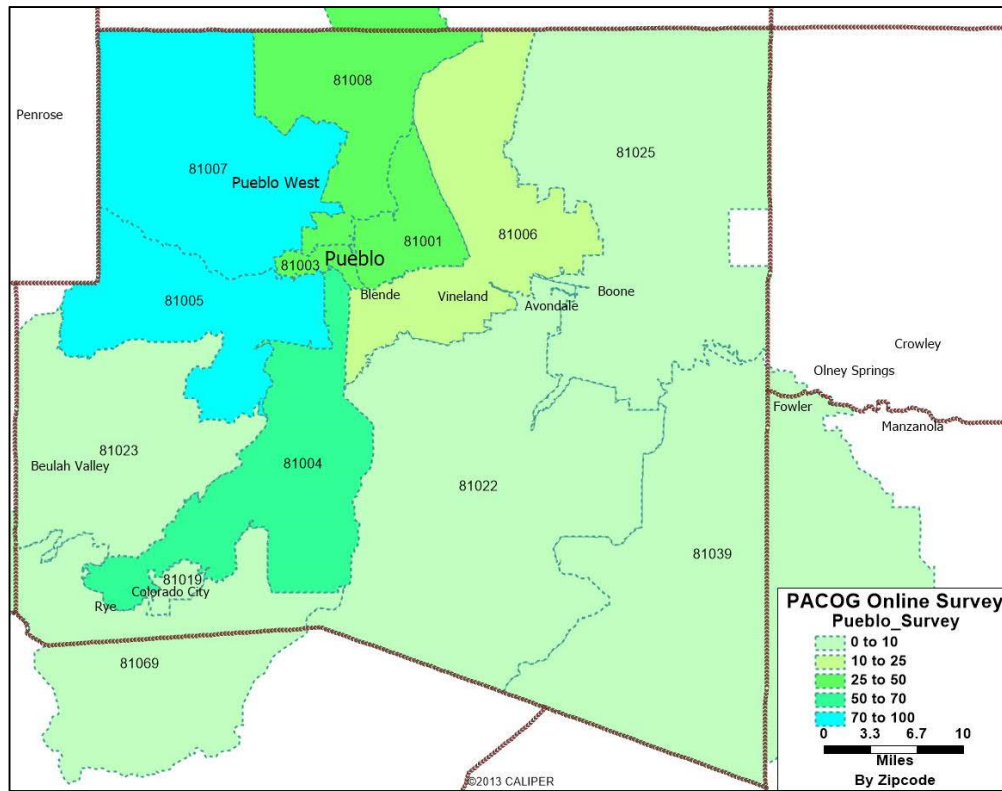 81008
Penrose
81025
81007
Pueblo West
81006
81001
Pueblo
81003
81005
Blende
Vineland
Avondale
Boone
Crowley
Olney Springs
Fowler
Manzanola
81023
Beulah Valley
81004
81022
81039
81019
Colorado City
Rye
81069
PACOG Online Survey
Pueblo_Survey
0 to 10
10 to 25
25 to 50
50 to 70
70 to 100
0 3.3 6.7 10
Miles
By Zipcode
©2013 CALIPER